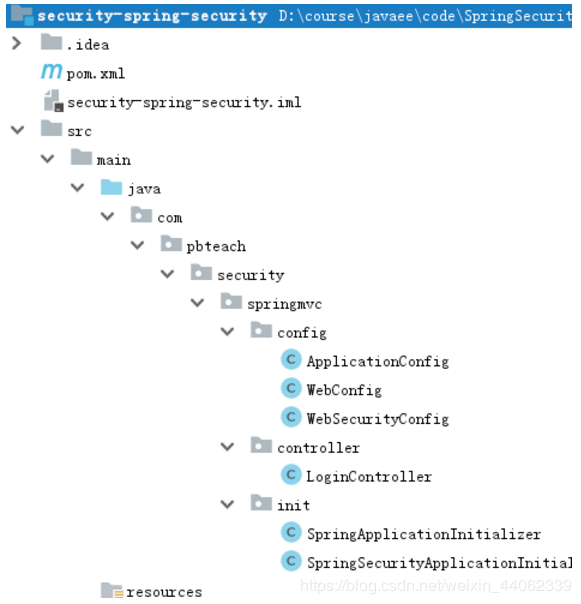 security-spring-security D:\course\javaee\code\SpringSecurit
.idea
pom.xml
security-spring-security.iml
src
main
java
com
pbteach
security
springmvc
config
ApplicationConfig
WebConfig
WebSecurityConfig
controller
LoginController
init
SpringApplicationInitializer
SpringSecurityApplicationInitial
resources
https://blog.csdn.net/weixin_44062339